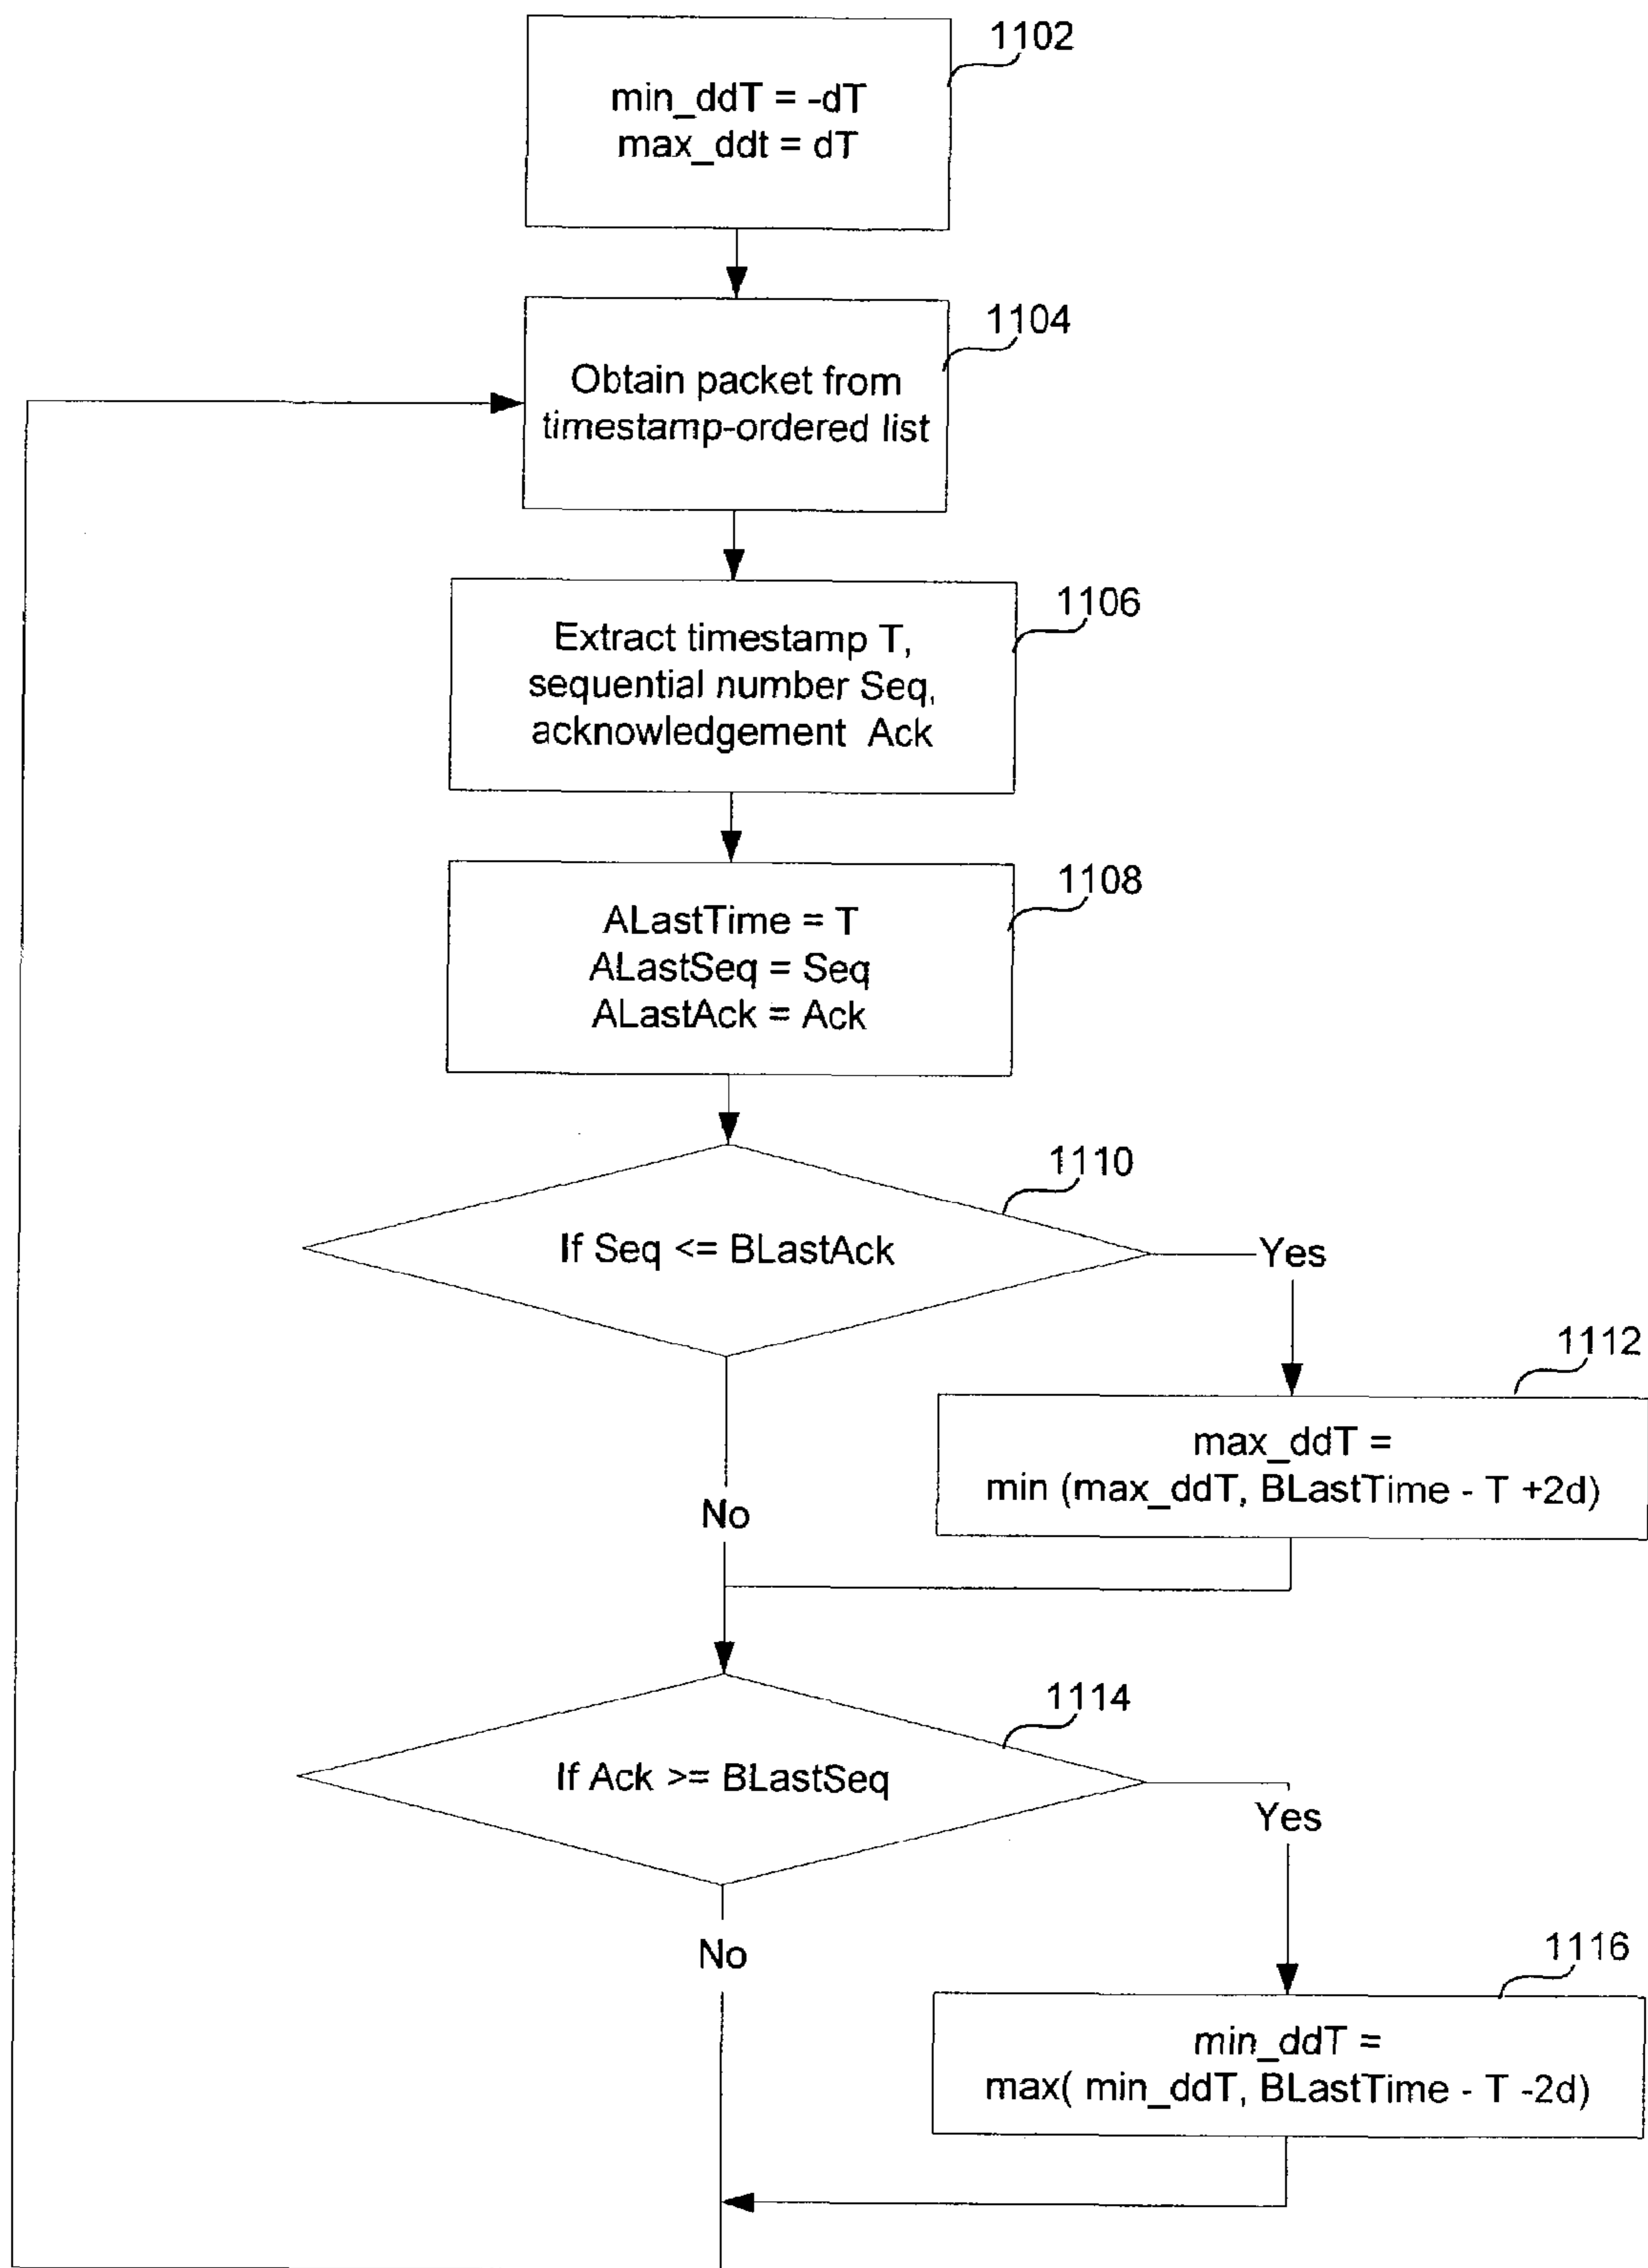 1102
min_ddT = -dT
max_ddt = dT
1104
Obtain packet from
timestamp-ordered list
1106
Extract timestamp T,
sequential number Seq,
acknowledgement Ack
1108
ALastTime = T
ALastSeq = Seq
ALastAck = Ack
1110
If Seq <= BLastAck
Yes
1112
max_ddT =
min (max_ddT, BLastTime - T +2d)
No
1114
If Ack >= BLastSeq
Yes
No
1116
min_ddT =
max( min_ddT, BLastTime - T -2d)